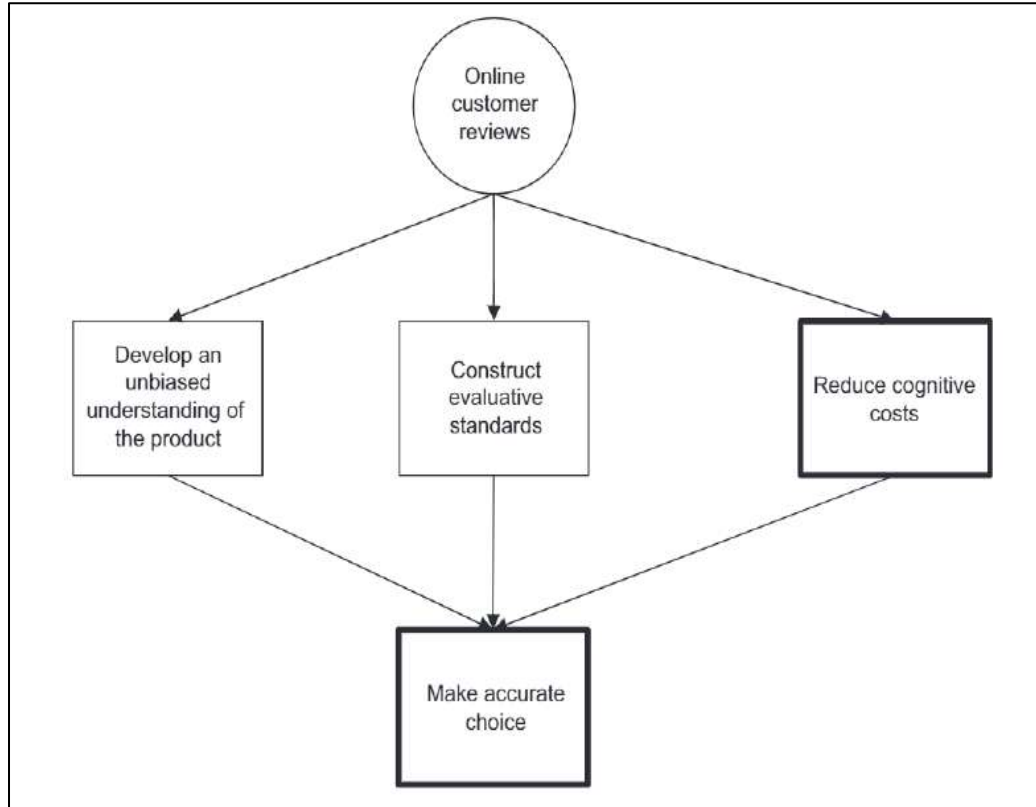 Online
customer
reviews
Develop an
unbiased
understanding of
the product
Construct
evaluative
standards
Reduce cognitive
costs
Make accurate
choice